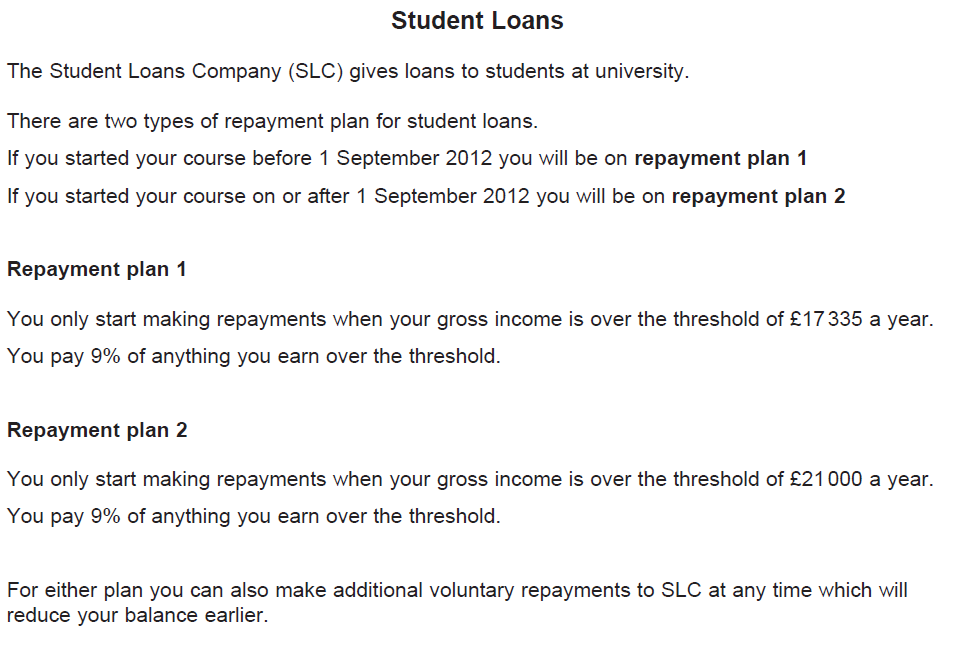 Student Loans
The Student Loans Company (SLC) gives loans to students at university.
There are two types of repayment plan for student loans.
If you started your course before 1 September 2012 you will be on repayment plan 1
If you started your course on or after 1 September 2012 you will be on repayment plan 2
Repayment plan 1
You only start making repayments when your gross income is over the threshold of £17 335 a year.
You pay 9% of anything you earn over the threshold.
Repayment plan 2
You only start making repayments when your gross income is over the threshold of £21 000 a year.
You pay 9% of anything you earn over the threshold.
For either plan you can also make additional voluntary repayments to SLC at any time which will
reduce your balance earlier.